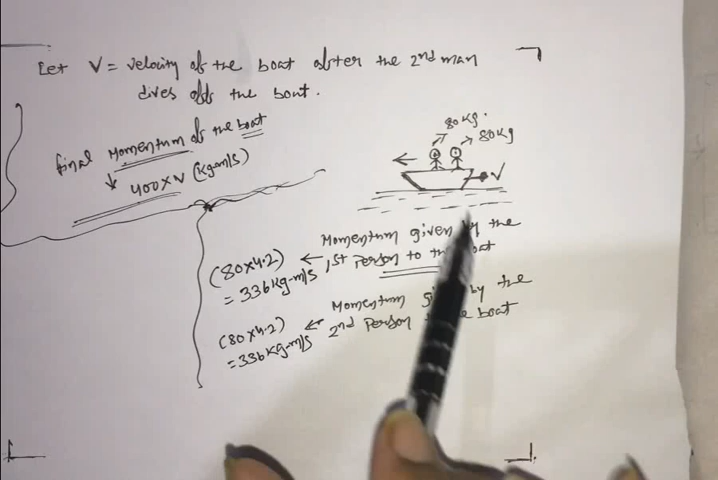 Let V = velocity of the boat after the 2nd man
dives off the boat.
final Momentum of the boat
↓ 400×V (kg-m/s)
80kg.
80kg
V
(80×4.2) ← Momentum given by the
= 336kg-m/s 1st Person to the boat
(80×4.2) ← Momentum by the
= 336kg-m/s 2nd Person boat